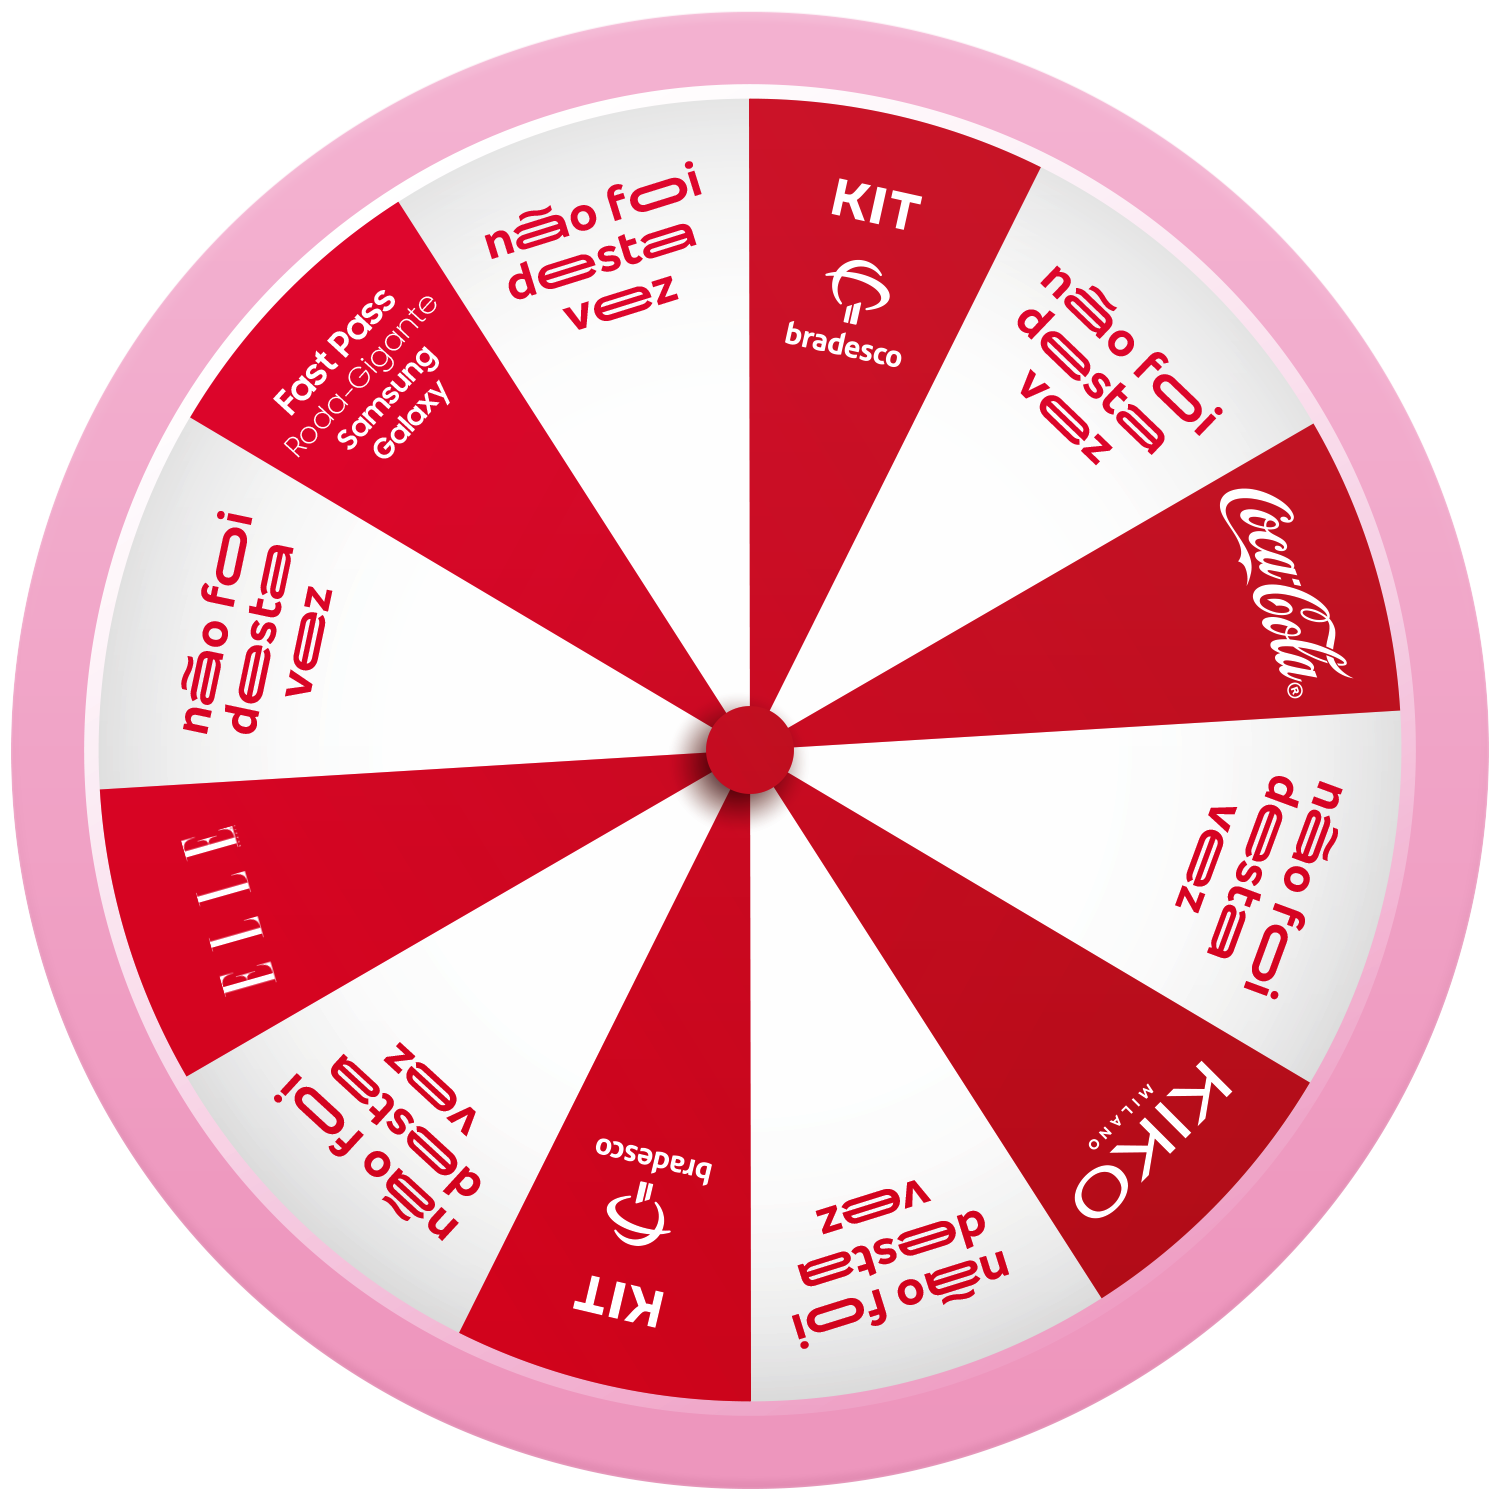 KIT
bradesco
não foi
desta
vez
Coca-Cola®
não foi
desta
vez
KIKO
MILANO
não foi
desta
vez
KIT
bradesco
não foi
desta
vez
ELLE
não foi
desta
vez
Fast Pass
Roda-Gigante
Samsung
Galaxy
não foi
desta
vez